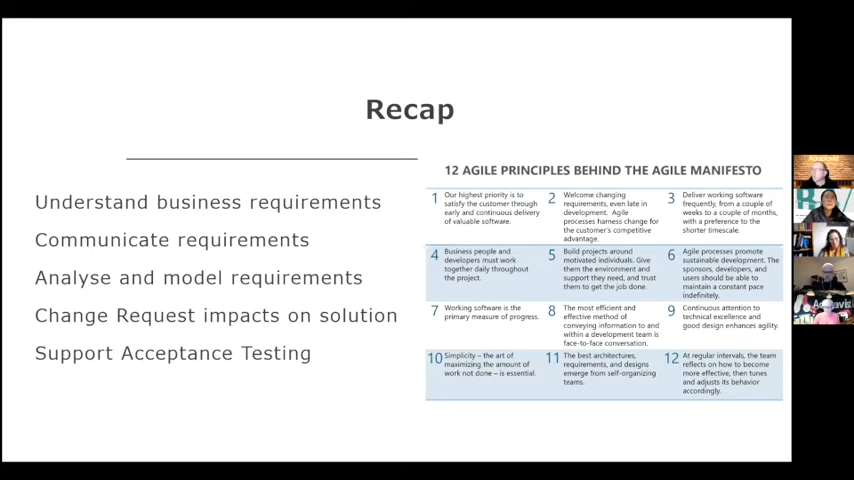 Recap
Understand business requirements
Communicate requirements
Analyse and model requirements
Change Request impacts on solution
Support Acceptance Testing
12 AGILE PRINCIPLES BEHIND THE AGILE MANIFESTO
1
Our highest priority is to
satisfy the customer through
early and continuous delivery
of valuable software.
2
Welcome changing
requirements, even late in
development. Agile
processes harness change for
the customer's competitive
advantage.
3
Deliver working software
frequently, from a couple of
weeks to a couple of months,
with a preference to the
shorter timescale.
4
Business people and
developers must work
together daily throughout
the project.
5
Build projects around
motivated individuals. Give
them the environment and
support they need, and trust
them to get the job done.
6
Agile processes promote
sustainable development. The
sponsors, developers, and
users should be able to
maintain a constant pace
indefinitely.
7
Working software is the
primary measure of progress.
8
The most efficient and
effective method of
conveying information to and
within a development team is
face-to-face conversation.
9
Continuous attention to
technical excellence and
good design enhances agility.
10
Simplicity – the art of
maximizing the amount of
work not done – is essential.
11
The best architectures,
requirements, and designs
emerge from self-organizing
teams.
12
At regular intervals, the team
reflects on how to become
more effective, then tunes
and adjusts its behavior
accordingly.